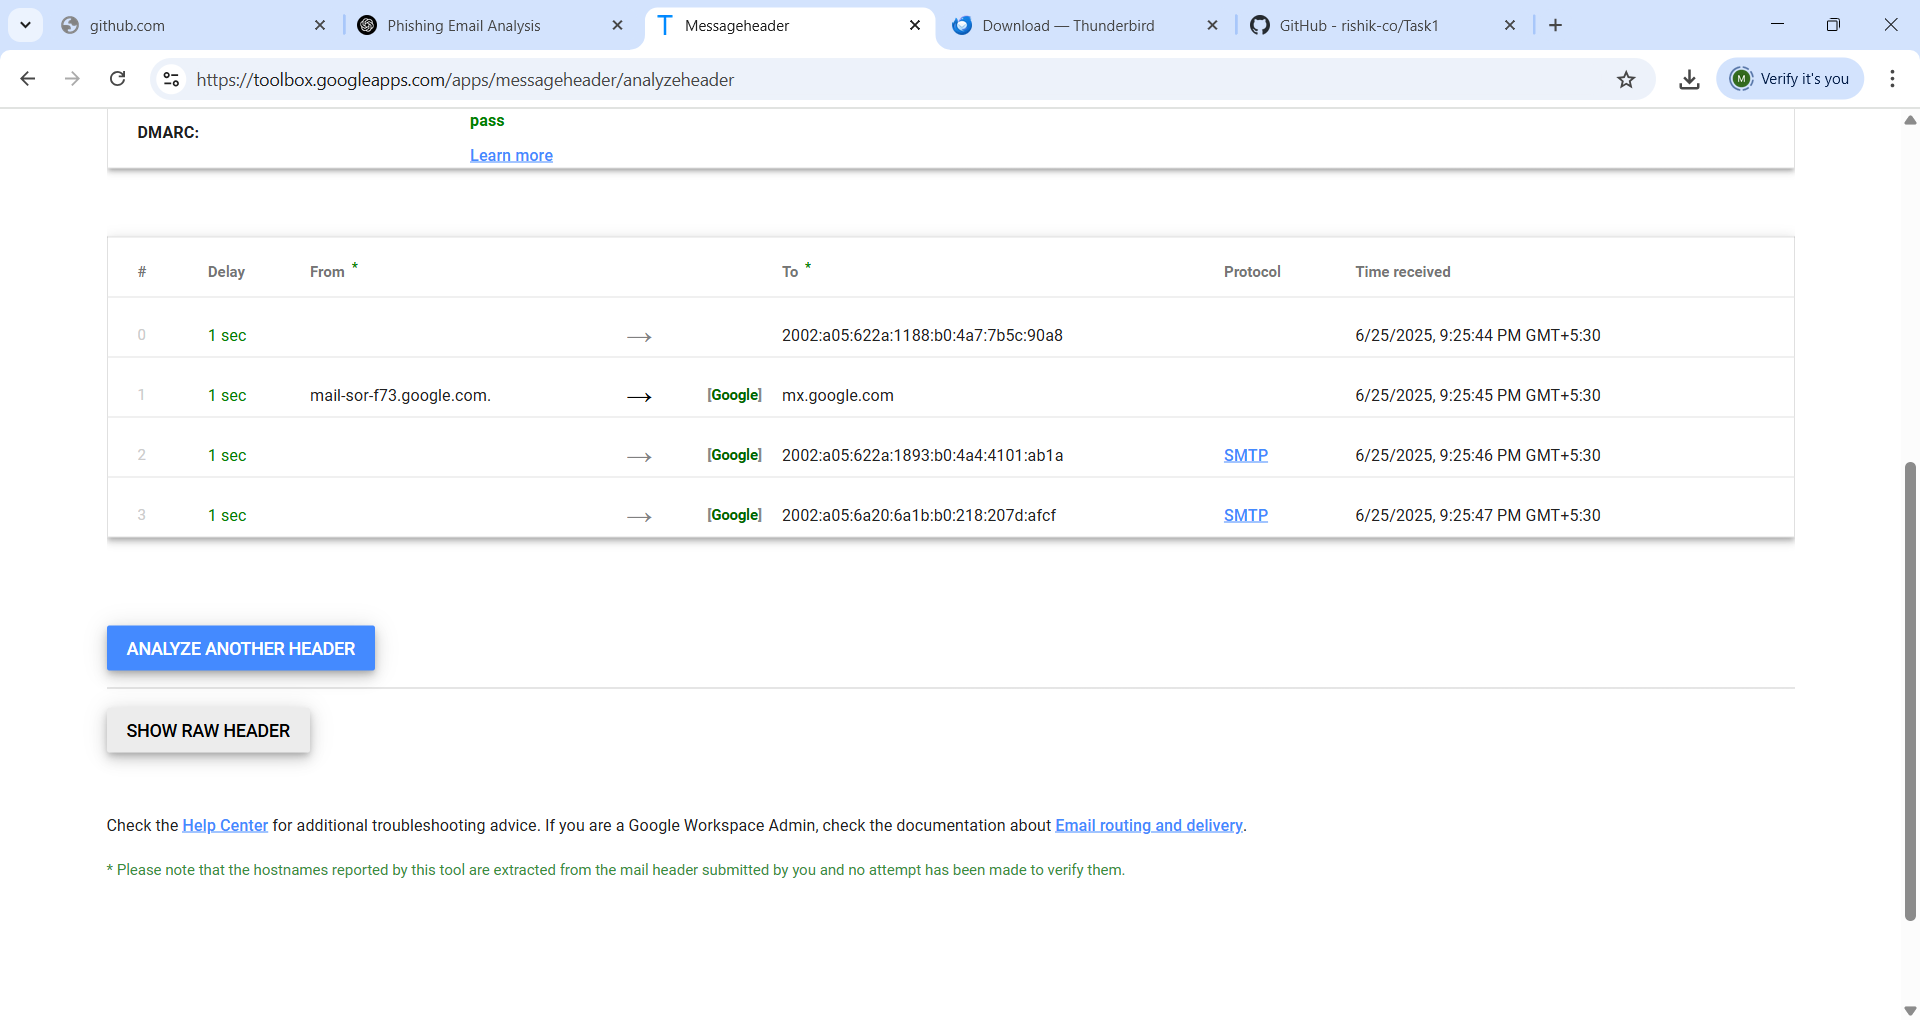 github.com
Phishing Email Analysis
Messageheader
Download — Thunderbird
GitHub - rishik-co/Task1
https://toolbox.googleapps.com/apps/messageheader/analyzeheader
M
Verify it's you
DMARC:
pass
Learn more
# Delay From * To * Protocol Time received
0 1 sec → 2002:a05:622a:1188:b0:4a7:7b5c:90a8 6/25/2025, 9:25:44 PM GMT+5:30
1 1 sec mail-sor-f73.google.com. → [Google] mx.google.com 6/25/2025, 9:25:45 PM GMT+5:30
2 1 sec → [Google] 2002:a05:622a:1893:b0:4a4:4101:ab1a SMTP 6/25/2025, 9:25:46 PM GMT+5:30
3 1 sec → [Google] 2002:a05:6a20:6a1b:b0:218:207d:afcf SMTP 6/25/2025, 9:25:47 PM GMT+5:30
ANALYZE ANOTHER HEADER
SHOW RAW HEADER
Check the Help Center for additional troubleshooting advice. If you are a Google Workspace Admin, check the documentation about Email routing and delivery.
* Please note that the hostnames reported by this tool are extracted from the mail header submitted by you and no attempt has been made to verify them.